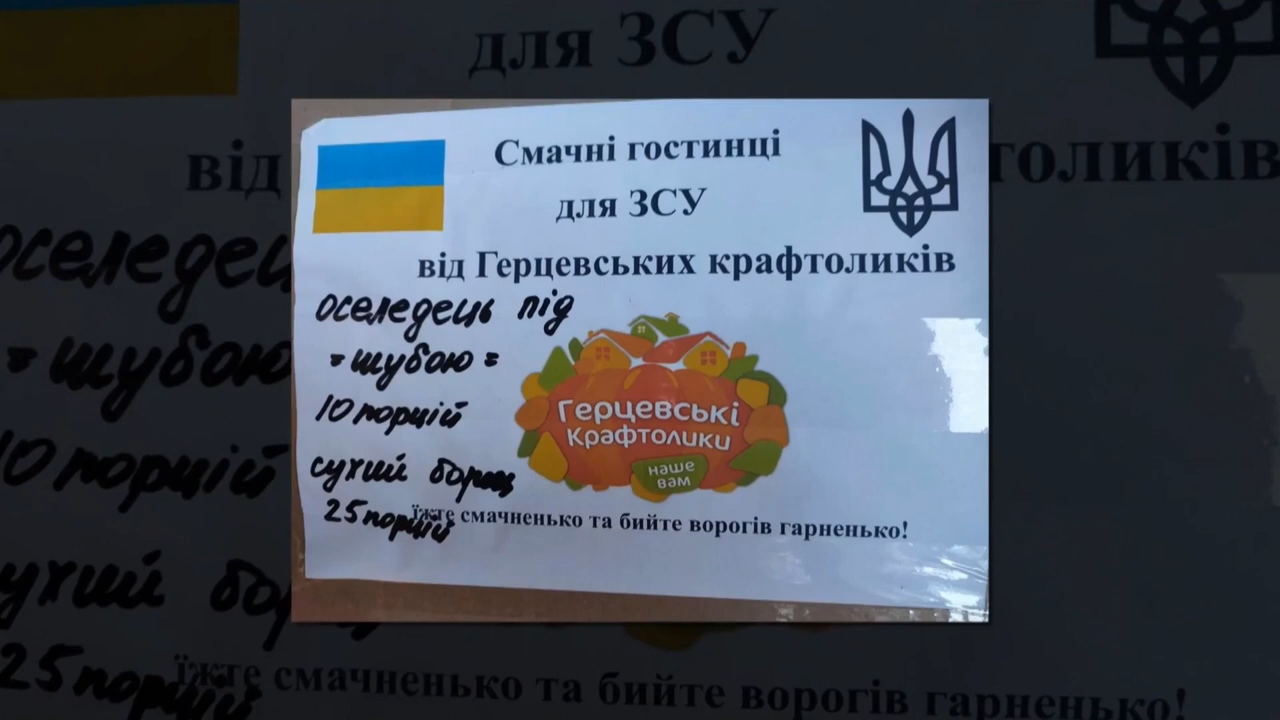 Смачні гостинці
для ЗСУ
від Герцевських крафтоликів
оселедець під
=шубою=
10 порцій
сухий борщ
25 порцій
Герцевські
Крафтолики
наше
вам
їжте смачненько та бийте ворогів гарненько!